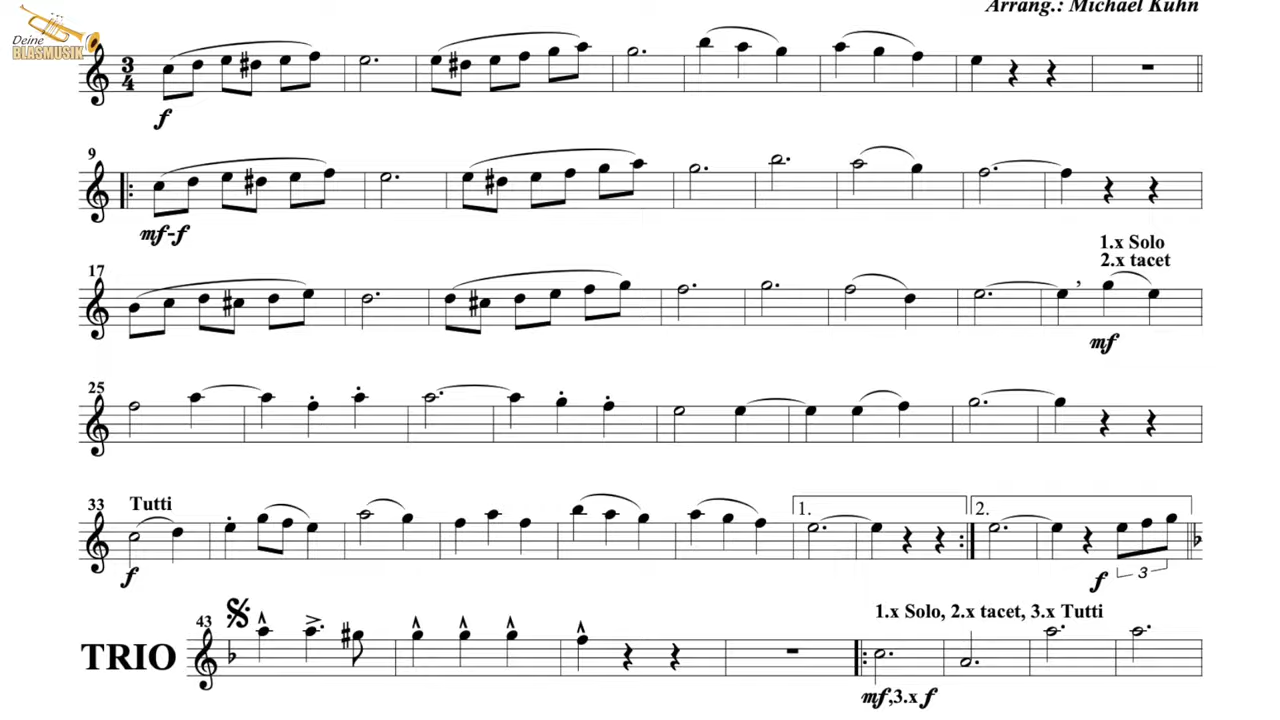 Arrang.: Michael Kuhn
Deine
BLASMUSIK
3
4
f
9
mf-f
1.x Solo
2.x tacet
17
mf
25
33
Tutti
1.
2.
f
f
3
43
1.x Solo, 2.x tacet, 3.x Tutti
TRIO
mf,3.x f